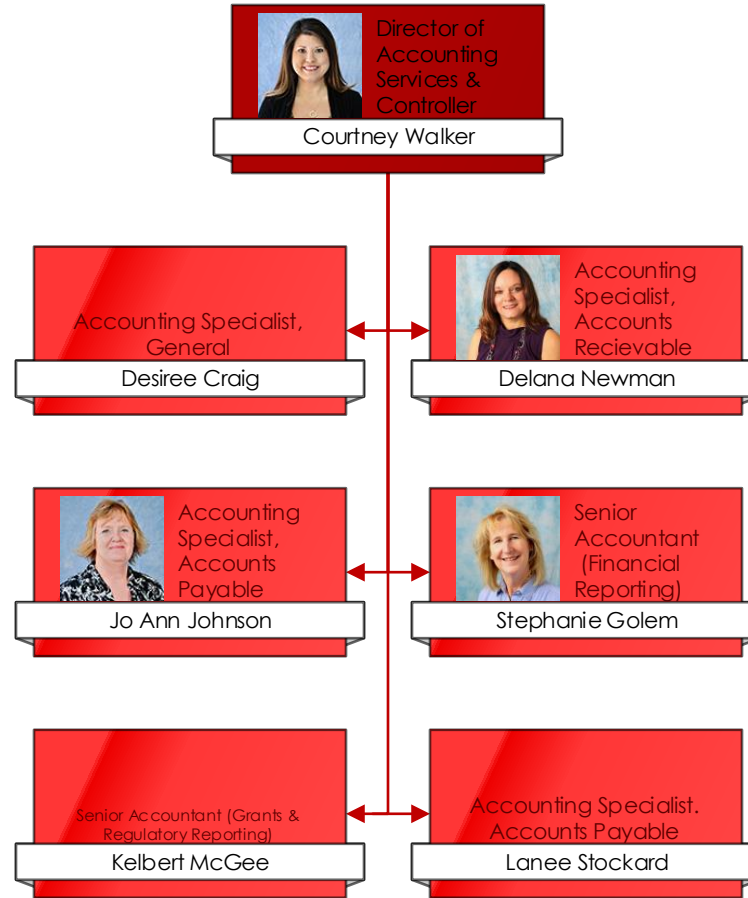 Director of
Accounting
Services &
Controller
Courtney Walker
Accounting Specialist,
General
Desiree Craig
Accounting
Specialist,
Accounts
Recievable
Delana Newman
Accounting
Specialist,
Accounts
Payable
Jo Ann Johnson
Senior
Accountant
(Financial
Reporting)
Stephanie Golem
Senior Accountant (Grants &
Regulatory Reporting)
Kelbert McGee
Accounting Specialist.
Accounts Payable
Lanee Stockard